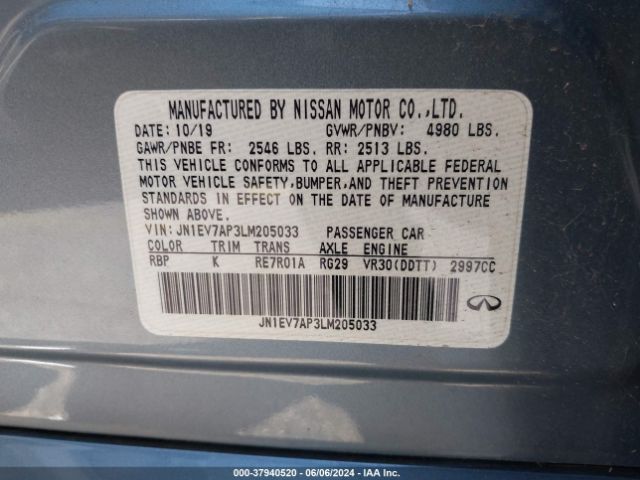 MANUFACTURED BY NISSAN MOTOR CO.,LTD.
DATE: 10/19 GVWR/PNBV: 4980 LBS.
GAWR/PNBE FR: 2546 LBS. RR: 2513 LBS.
THIS VEHICLE CONFORMS TO ALL APPLICABLE FEDERAL
MOTOR VEHICLE SAFETY,BUMPER,AND THEFT PREVENTION
STANDARDS IN EFFECT ON THE DATE OF MANUFACTURE
SHOWN ABOVE.
VIN: JN1EV7AP3LM205033 PASSENGER CAR
COLOR TRIM TRANS AXLE ENGINE
RBP K RE7R01A RG29 VR30(DDTT) 2997CC
JN1EV7AP3LM205033
000-37940520 | 06/06/2024 | IAA Inc.